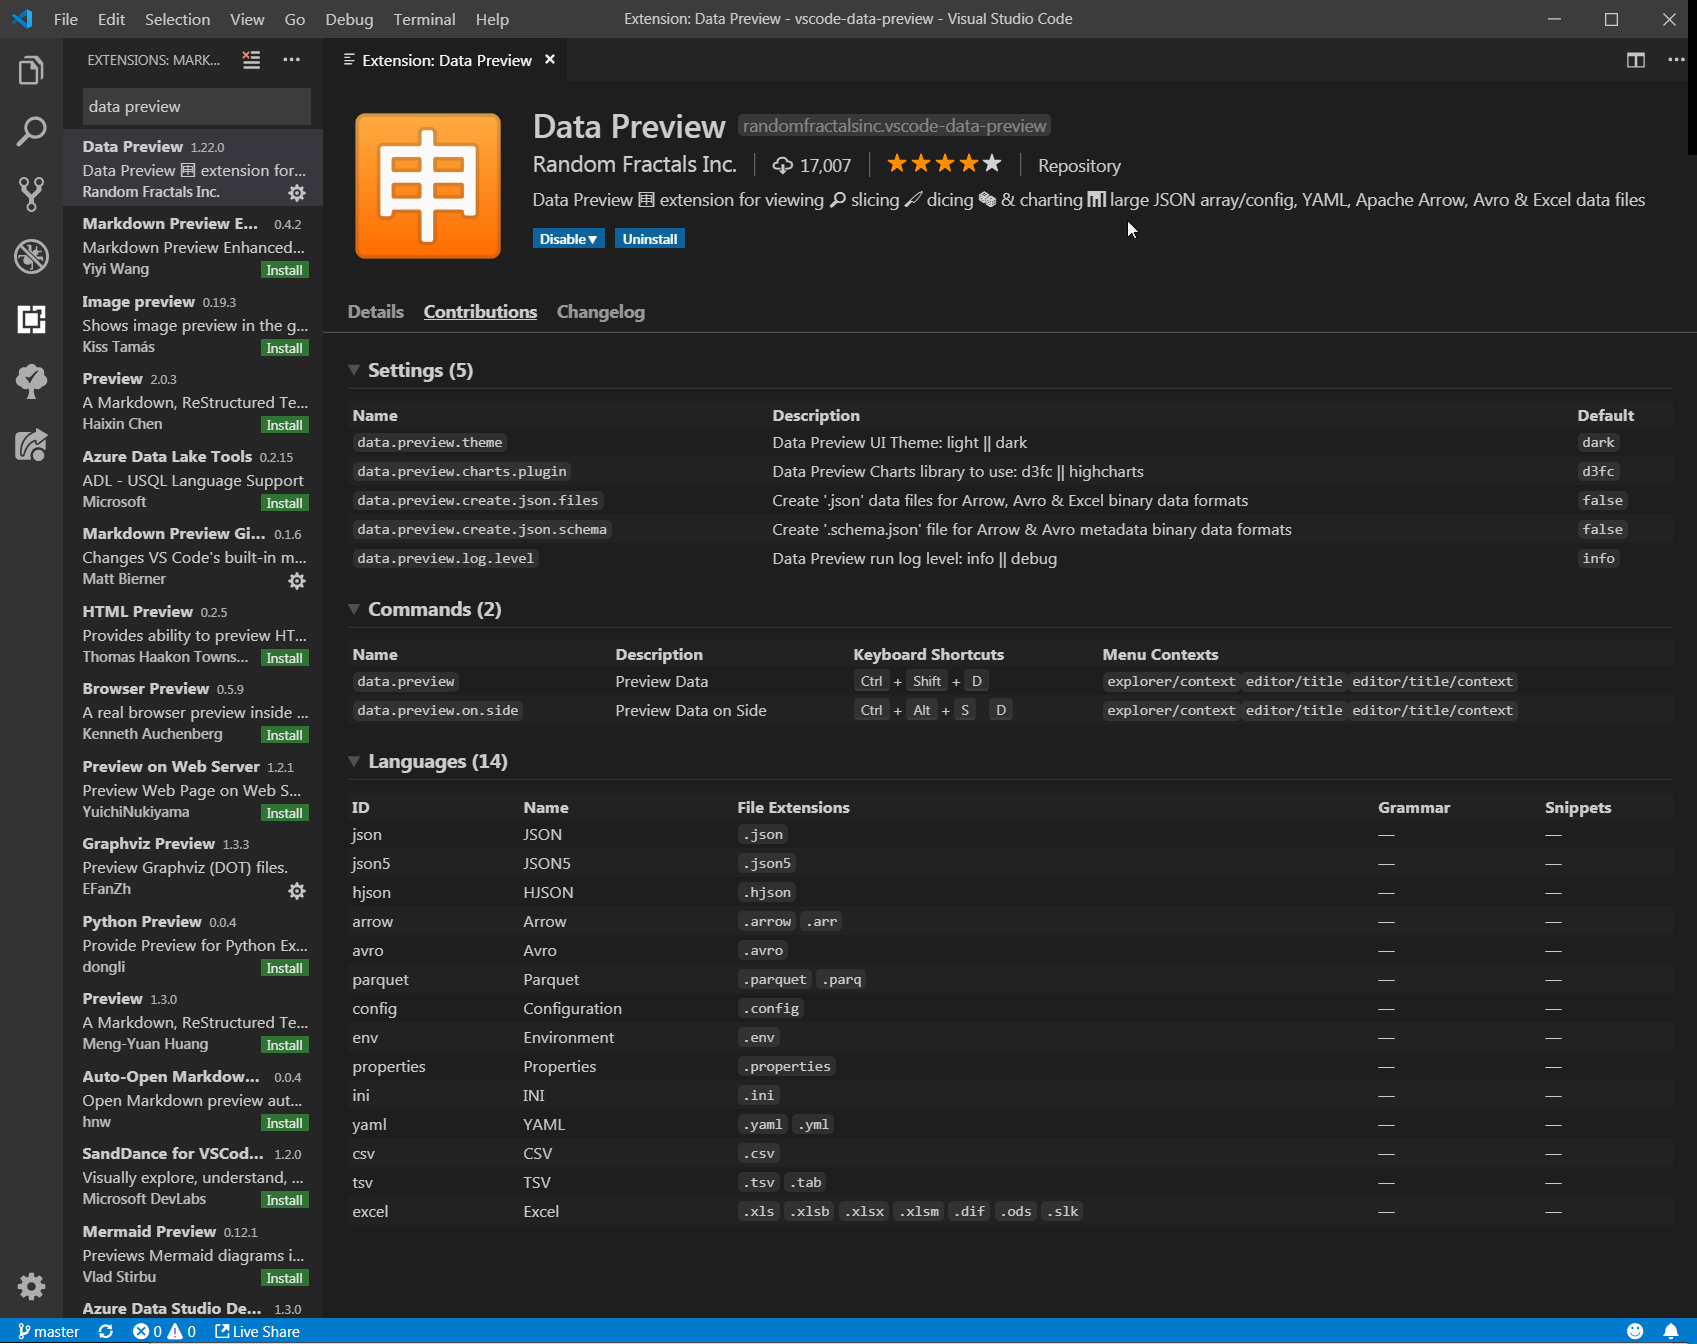 File Edit Selection View Go Debug Terminal Help
Extension: Data Preview - vscode-data-preview - Visual Studio Code
EXTENSIONS: MARK...
data preview
Data Preview 1.22.0
Data Preview extension for...
Random Fractals Inc.
Markdown Preview E... 0.4.2
Markdown Preview Enhanced...
Yiyi Wang Install
Image preview 0.19.3
Shows image preview in the g...
Kiss Tamás Install
Preview 2.0.3
A Markdown, ReStructured Te...
Haixin Chen Install
Azure Data Lake Tools 0.2.15
ADL - USQL Language Support
Microsoft Install
Markdown Preview Gi... 0.1.6
Changes VS Code's built-in m...
Matt Bierner
HTML Preview 0.2.5
Provides ability to preview HT...
Thomas Haakon Towns... Install
Browser Preview 0.5.9
A real browser preview inside ...
Kenneth Auchenberg Install
Preview on Web Server 1.2.1
Preview Web Page on Web S...
YuichiNukiyama Install
Graphviz Preview 1.3.3
Preview Graphviz (DOT) files.
EFanZh
Python Preview 0.0.4
Provide Preview for Python Ex...
dongli Install
Preview 1.3.0
A Markdown, ReStructured Te...
Meng-Yuan Huang Install
Auto-Open Markdow... 0.0.4
Open Markdown preview aut...
hnw Install
SandDance for VSCod... 1.2.0
Visually explore, understand, ...
Microsoft DevLabs Install
Mermaid Preview 0.12.1
Previews Mermaid diagrams i...
Vlad Stirbu Install
Azure Data Studio De... 1.3.0
Extension: Data Preview
申
Data Preview randomfractalsinc.vscode-data-preview
Random Fractals Inc. 17,007 Repository
Data Preview extension for viewing slicing dicing & charting large JSON array/config, YAML, Apache Arrow, Avro & Excel data files
Disable▼ Uninstall
Details Contributions Changelog
Settings (5)
Name Description Default
data.preview.theme Data Preview UI Theme: light || dark dark
data.preview.charts.plugin Data Preview Charts library to use: d3fc || highcharts d3fc
data.preview.create.json.files Create '.json' data files for Arrow, Avro & Excel binary data formats false
data.preview.create.json.schema Create '.schema.json' file for Arrow & Avro metadata binary data formats false
data.preview.log.level Data Preview run log level: info || debug info
Commands (2)
Name Description Keyboard Shortcuts Menu Contexts
data.preview Preview Data Ctrl + Shift + D explorer/context editor/title editor/title/context
data.preview.on.side Preview Data on Side Ctrl + Alt + S D explorer/context editor/title editor/title/context
Languages (14)
ID Name File Extensions Grammar Snippets
json JSON .json — —
json5 JSON5 .json5 — —
hjson HJSON .hjson — —
arrow Arrow .arrow .arr — —
avro Avro .avro — —
parquet Parquet .parquet .parq — —
config Configuration .config — —
env Environment .env — —
properties Properties .properties — —
ini INI .ini — —
yaml YAML .yaml .yml — —
csv CSV .csv — —
tsv TSV .tsv .tab — —
excel Excel .xls .xlsb .xlsx .xlsm .dif .ods .slk — —
master 0 0 Live Share